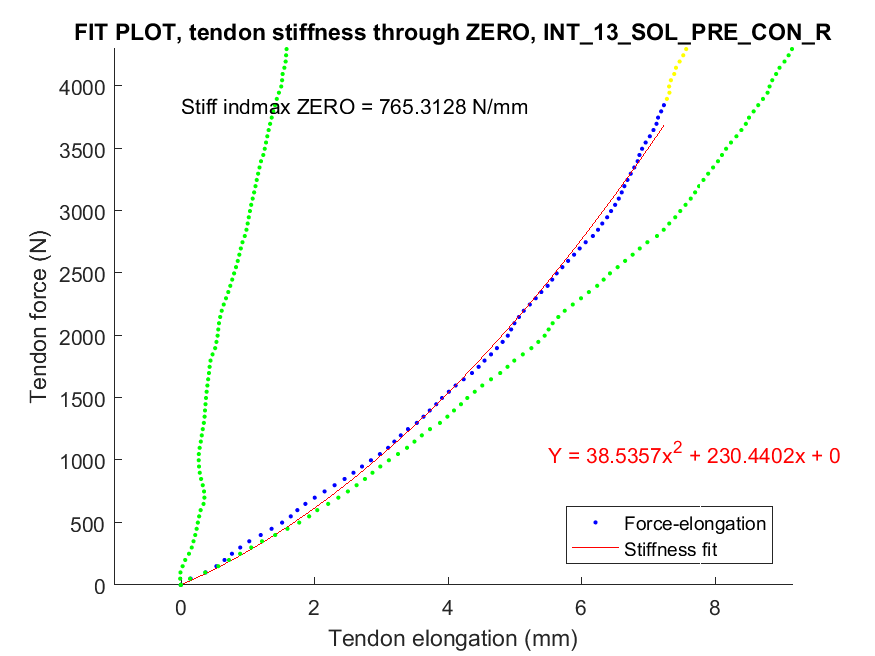 FIT PLOT, tendon stiffness through ZERO, INT_13_SOL_PRE_CON_R
4000
Stiff indmax ZERO = 765.3128 N/mm
3500
3000
2500
2000
1500
1000
500
0
Tendon force (N)
Y = 38.5357x² + 230.4402x + 0
Force-elongation
Stiffness fit
0 2 4 6 8
Tendon elongation (mm)